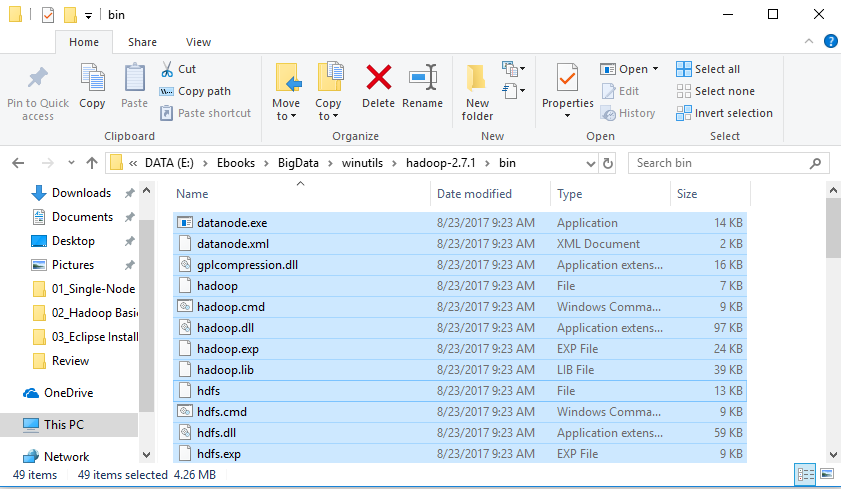 bin
Home Share View
Pin to Quick access
Copy
Paste
Cut
Copy path
Paste shortcut
Clipboard
Move to
Copy to
Delete
Rename
Organize
New folder
New
Properties
Open
Edit
History
Open
Select all
Select none
Invert selection
Select
« DATA (E:) > Ebooks > BigData > winutils > hadoop-2.7.1 > bin
Search bin
Downloads
Documents
Desktop
Pictures
01_Single-Node
02_Hadoop Basic
03_Eclipse Install
Review
OneDrive
This PC
Network
Name Date modified Type Size
datanode.exe 8/23/2017 9:23 AM Application 14 KB
datanode.xml 8/23/2017 9:23 AM XML Document 2 KB
gplcompression.dll 8/23/2017 9:23 AM Application extens... 16 KB
hadoop 8/23/2017 9:23 AM File 7 KB
hadoop.cmd 8/23/2017 9:23 AM Windows Comma... 9 KB
hadoop.dll 8/23/2017 9:23 AM Application extens... 97 KB
hadoop.exp 8/23/2017 9:23 AM EXP File 24 KB
hadoop.lib 8/23/2017 9:23 AM LIB File 39 KB
hdfs 8/23/2017 9:23 AM File 13 KB
hdfs.cmd 8/23/2017 9:23 AM Windows Comma... 9 KB
hdfs.dll 8/23/2017 9:23 AM Application extens... 59 KB
hdfs.exp 8/23/2017 9:23 AM EXP File 9 KB
49 items 49 items selected 4.26 MB